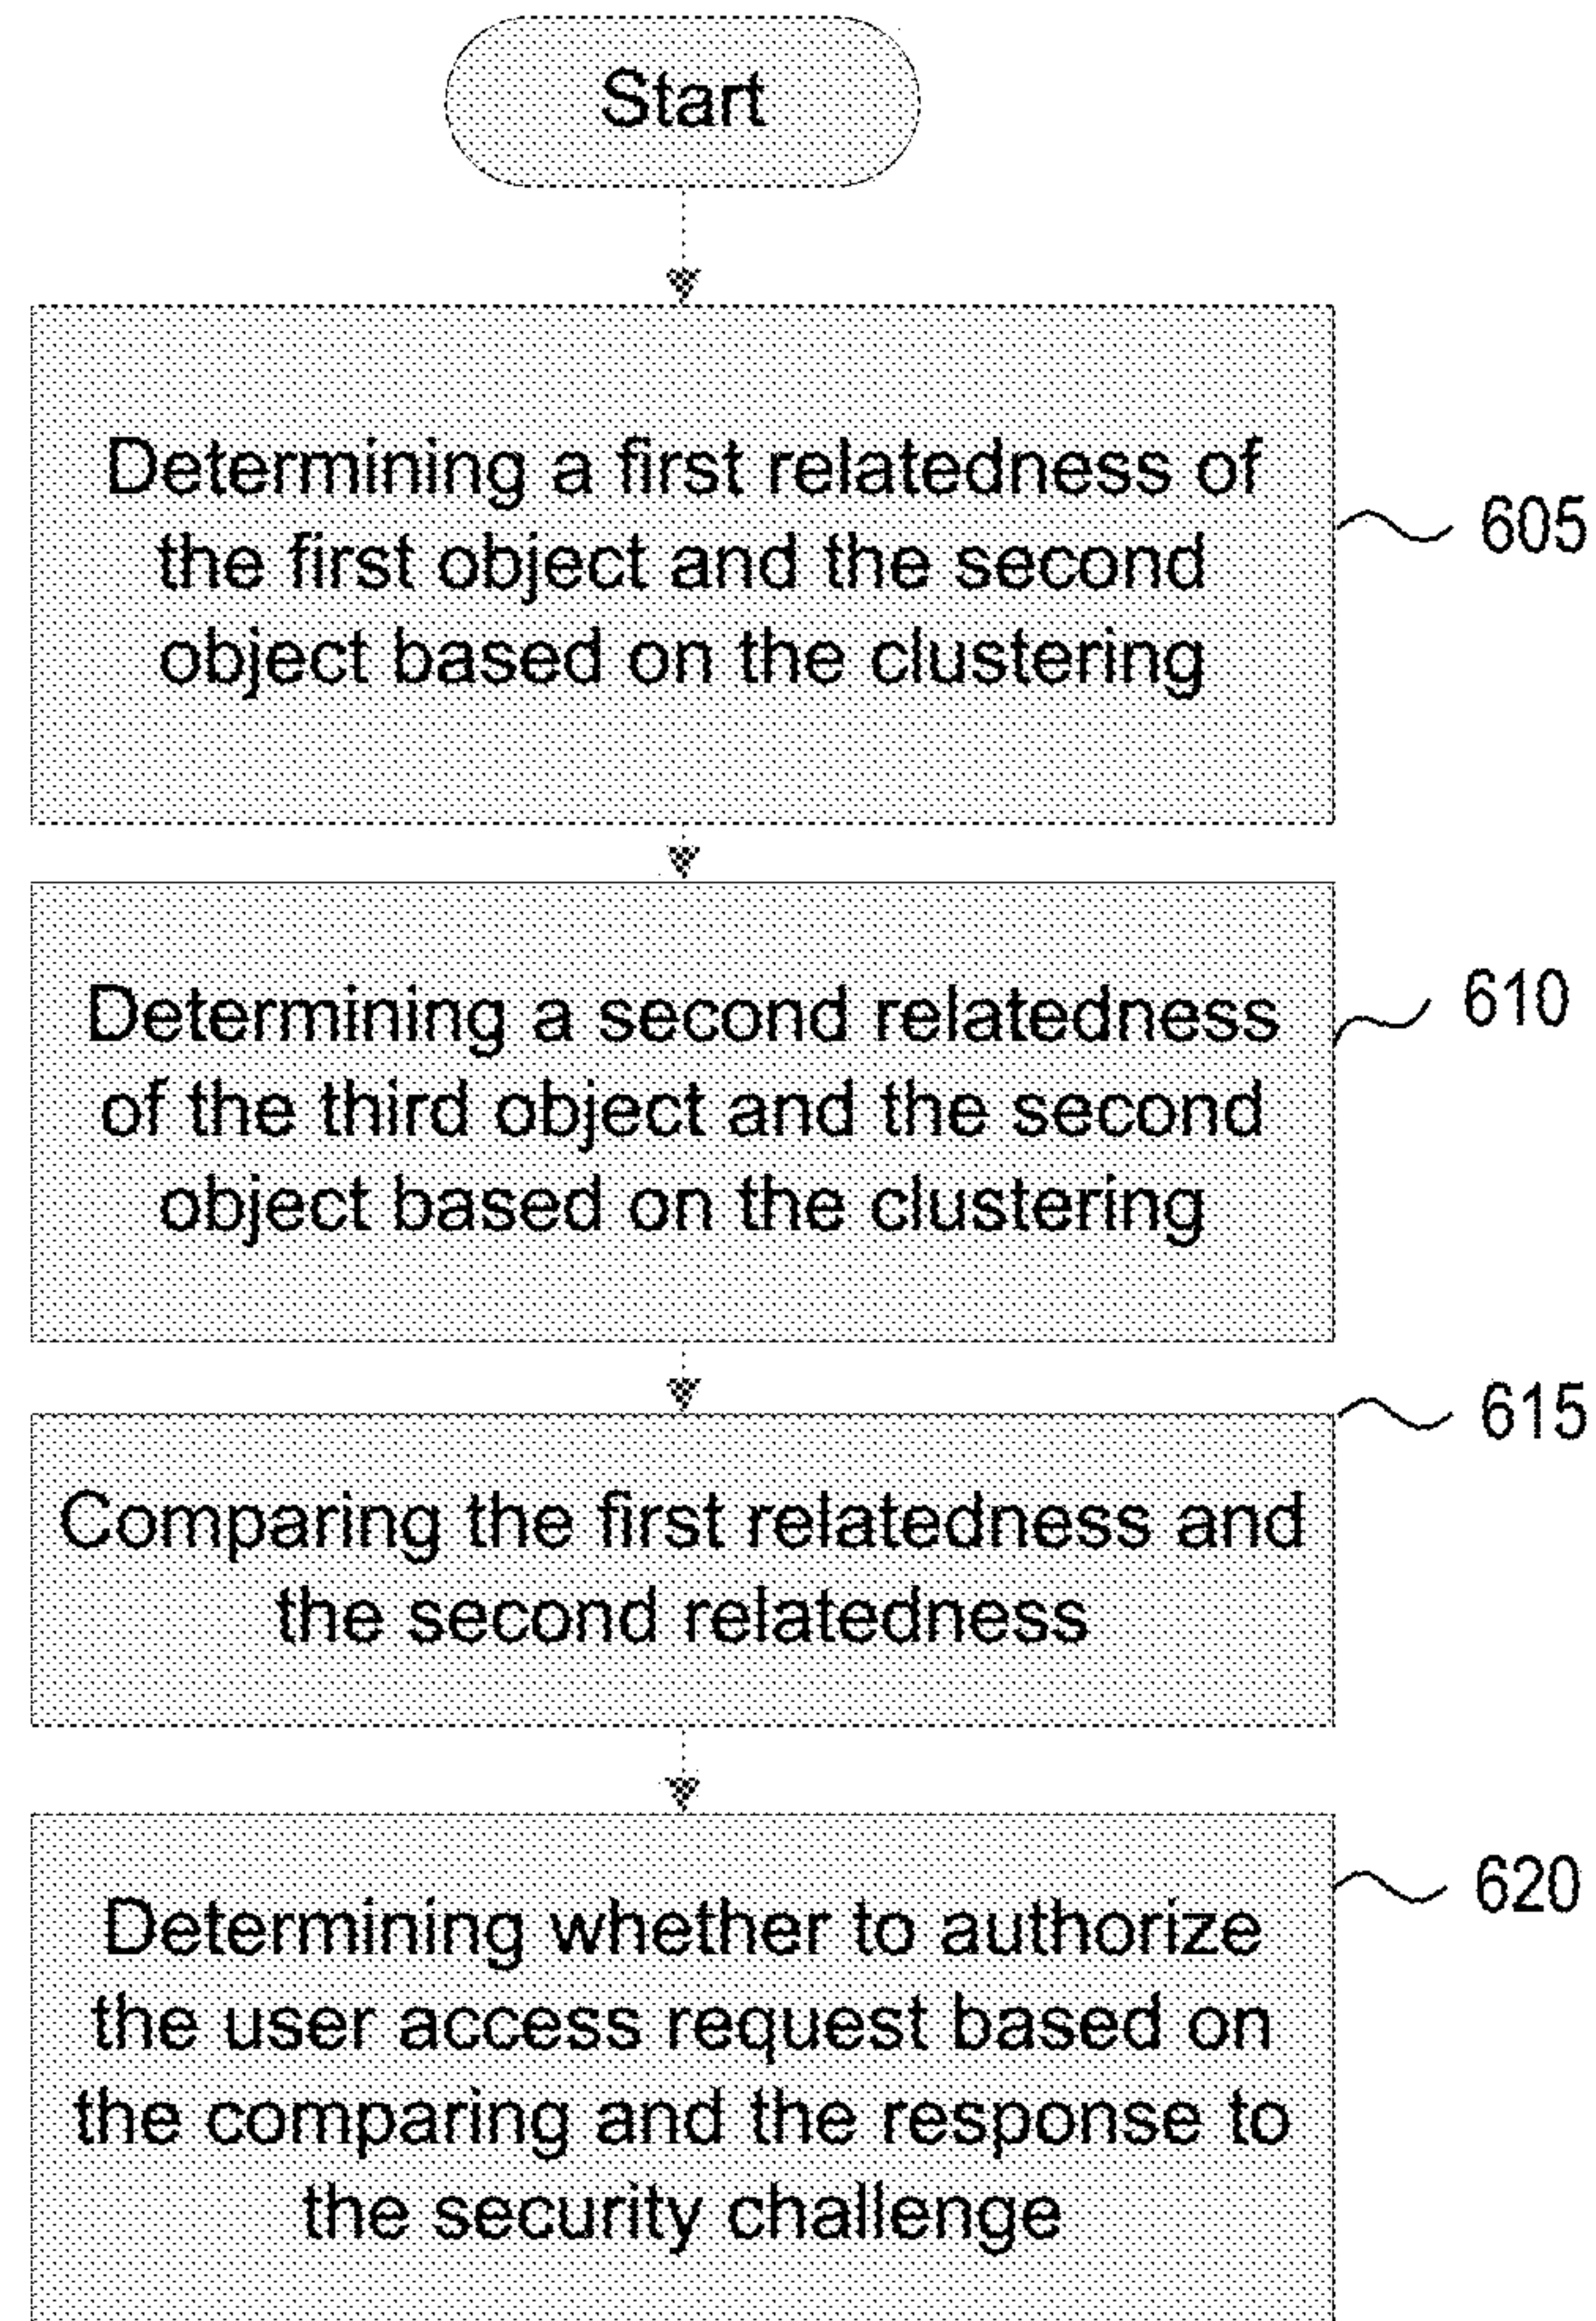 Start
Determining a first relatedness of
the first object and the second
object based on the clustering
605
Determining a second relatedness
of the third object and the second
object based on the clustering
610
615
Comparing the first relatedness and
the second relatedness
620
Determining whether to authorize
the user access request based on
the comparing and the response to
the security challenge